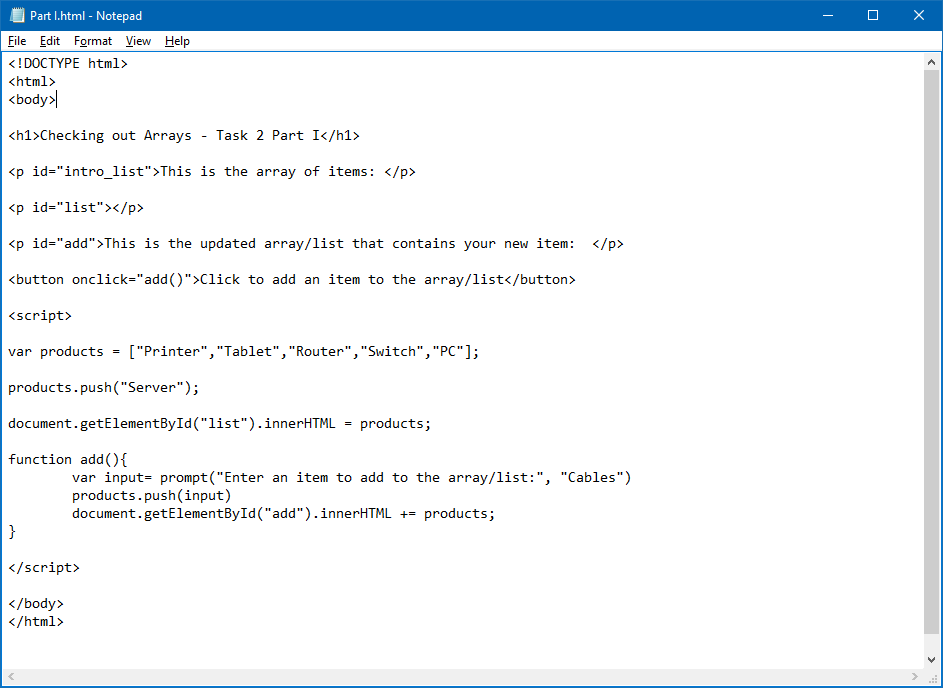 Part I.html - Notepad
File Edit Format View Help
<!DOCTYPE html>
<html>
<body>
<h1>Checking out Arrays - Task 2 Part I</h1>
<p id="intro_list">This is the array of items: </p>
<p id="list"></p>
<p id="add">This is the updated array/list that contains your new item:  </p>
<button onclick="add()">Click to add an item to the array/list</button>
<script>
var products = ["Printer","Tablet","Router","Switch","PC"];
products.push("Server");
document.getElementById("list").innerHTML = products;
function add(){
        var input= prompt("Enter an item to add to the array/list:", "Cables")
        products.push(input)
        document.getElementById("add").innerHTML += products;
}
</script>
</body>
</html>